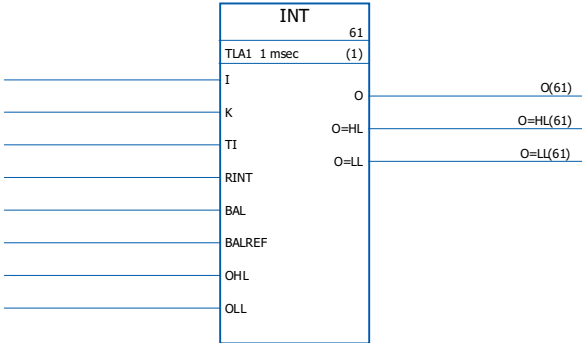 INT
61
TLA1 1 msec (1)
I
O O(61)
K
O=HL O=HL(61)
TI
O=LL O=LL(61)
RINT
BAL
BALREF
OHL
OLL